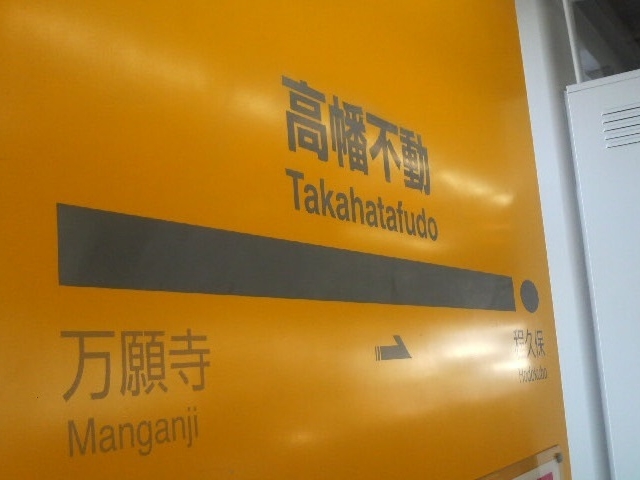 高幡不動
Takahatafudo
万願寺
Manganji
程久保
Hodokubo